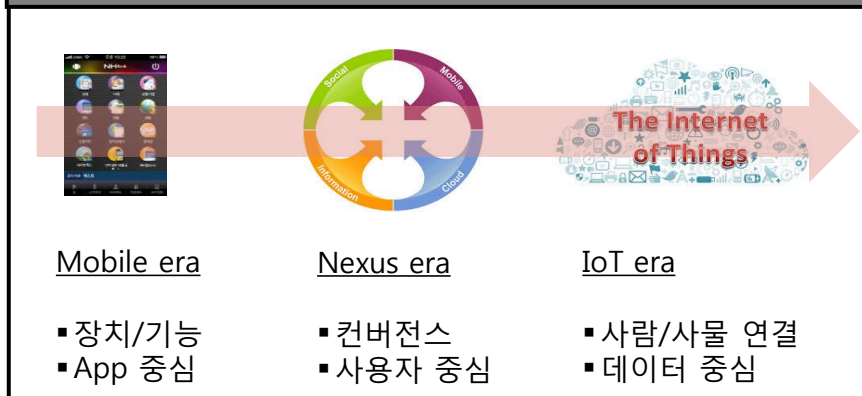 NH
Social
Mobile
Information
Cloud
The Internet
of Things
Mobile era
Nexus era
IoT era
▪장치/기능
▪App 중심
▪컨버전스
▪사용자 중심
▪사람/사물 연결
▪데이터 중심